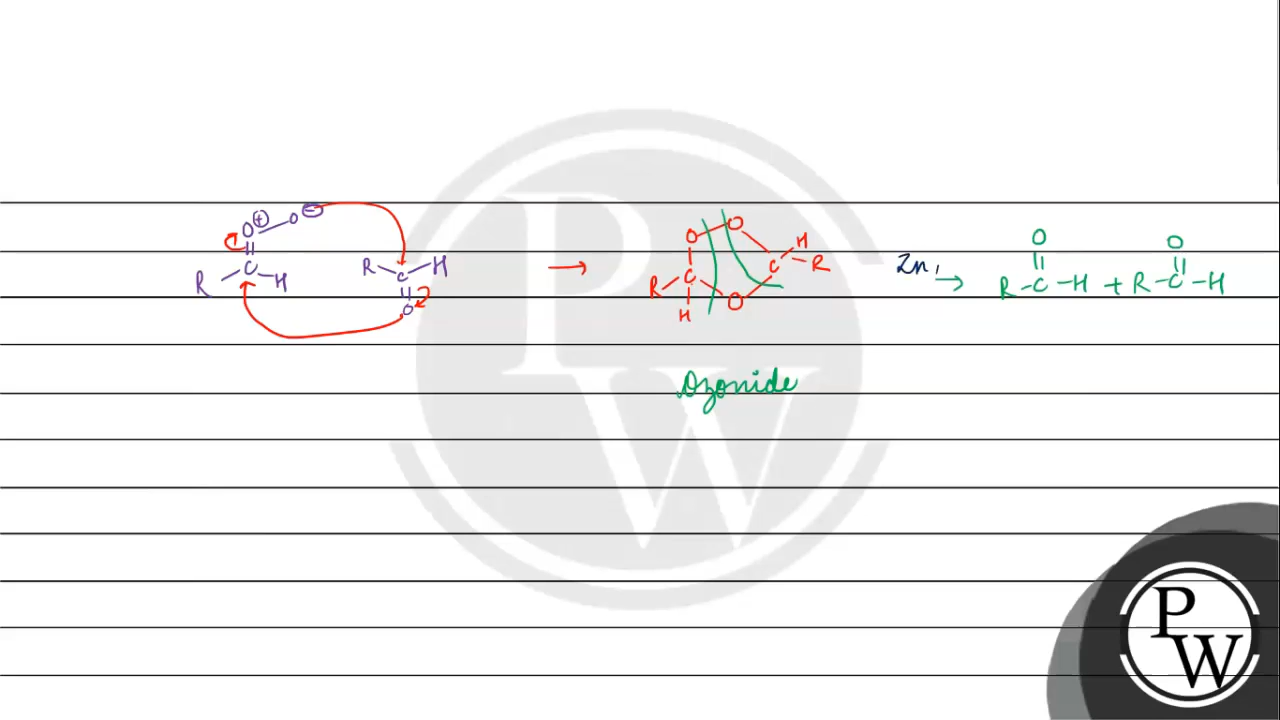 O ⊕ O ⊖
R C H
R C H
O
→
O O
R C H
C H R
O
Zn,
→
O
R-C-H + R-C-H
O
Ozonide
P
W
P
W